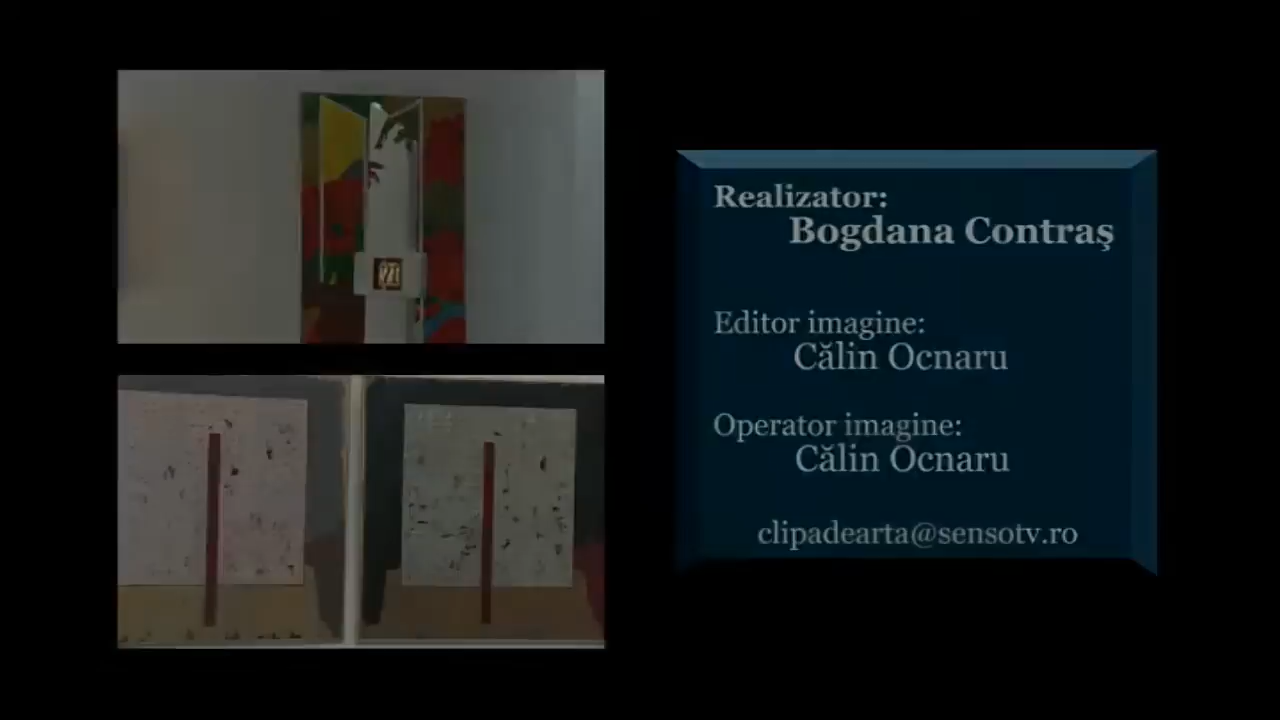 Realizator:
Bogdana Contraş
Editor imagine:
Călin Ocnaru
Operator imagine:
Călin Ocnaru
clipadearta@sensotv.ro